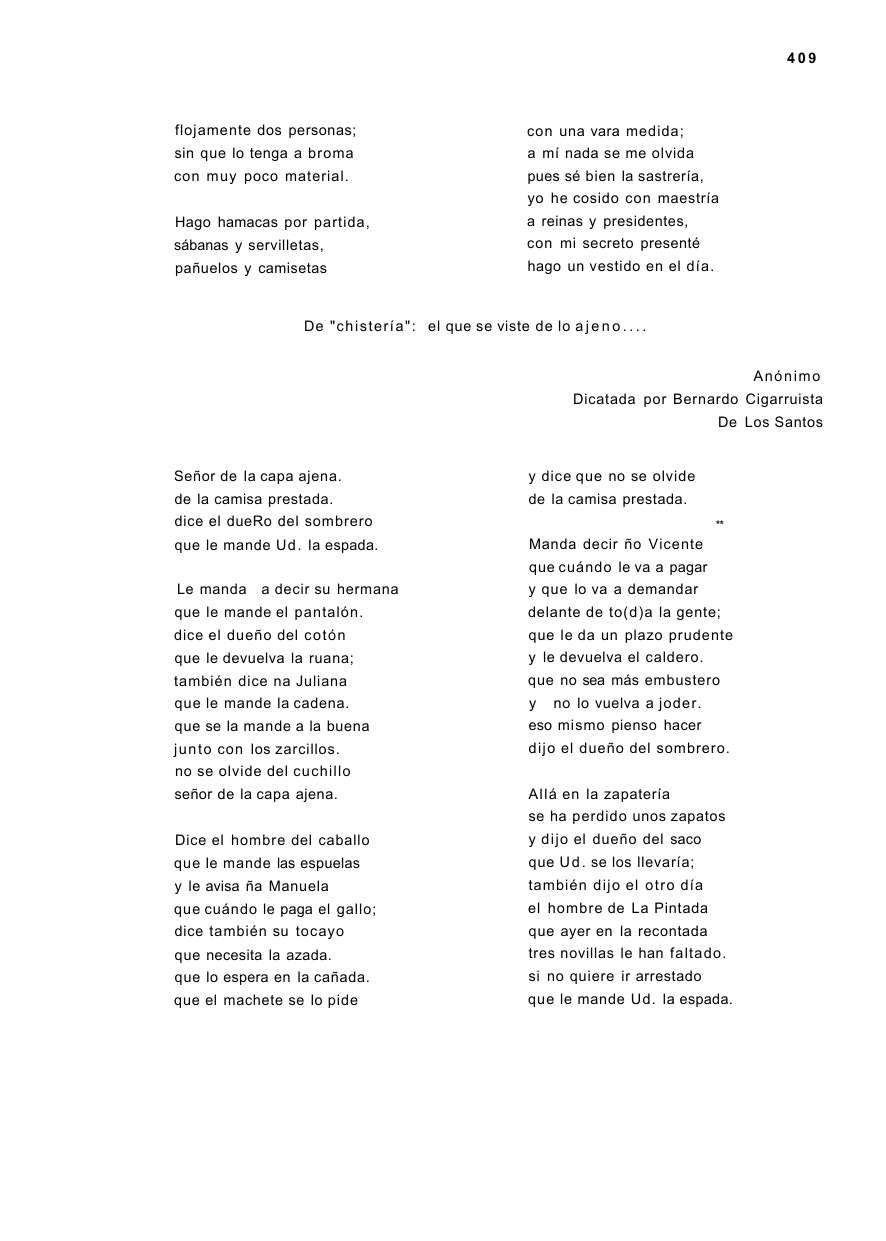 409
flojamente dos personas;
sin que lo tenga a broma
con muy poco material.
Hago hamacas por partida,
sábanas y servilletas,
pañuelos y camisetas
con una vara medida;
a mí nada se me olvida
pues sé bien la sastrería,
yo he cosido con maestría
a reinas y presidentes,
con mi secreto presenté
hago un vestido en el día.
De "chistería": el que se viste de lo ajeno....
Anónimo
Dicatada por Bernardo Cigarruista
De Los Santos
Señor de la capa ajena.
de la camisa prestada.
dice el dueRo del sombrero
que le mande Ud. la espada.
Le manda a decir su hermana
que le mande el pantalón.
dice el dueño del cotón
que le devuelva la ruana;
también dice na Juliana
que le mande la cadena.
que se la mande a la buena
junto con los zarcillos.
no se olvide del cuchillo
señor de la capa ajena.
Dice el hombre del caballo
que le mande las espuelas
y le avisa ña Manuela
que cuándo le paga el gallo;
dice también su tocayo
que necesita la azada.
que lo espera en la cañada.
que el machete se lo pide
y dice que no se olvide
de la camisa prestada.
**
Manda decir ño Vicente
que cuándo le va a pagar
y que lo va a demandar
delante de to(d)a la gente;
que le da un plazo prudente
y le devuelva el caldero.
que no sea más embustero
y no lo vuelva a joder.
eso mismo pienso hacer
dijo el dueño del sombrero.
Allá en la zapatería
se ha perdido unos zapatos
y dijo el dueño del saco
que Ud. se los llevaría;
también dijo el otro día
el hombre de La Pintada
que ayer en la recontada
tres novillas le han faltado.
si no quiere ir arrestado
que le mande Ud. la espada.